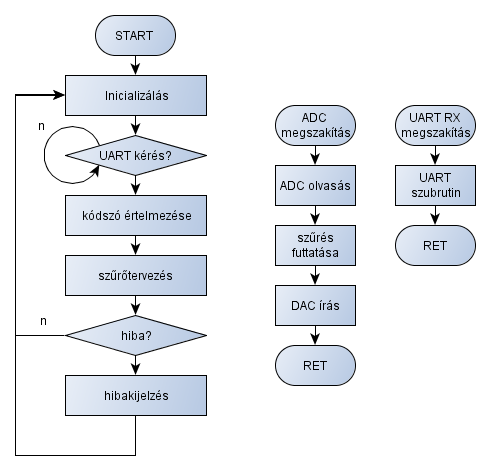 START
Inicializálás
n
UART kérés?
kódszó értelmezése
szűrőtervezés
n
hiba?
hibakijelzés
ADC
megszakítás
ADC olvasás
szűrés
futtatása
DAC írás
RET
UART RX
megszakítás
UART
szubrutin
RET